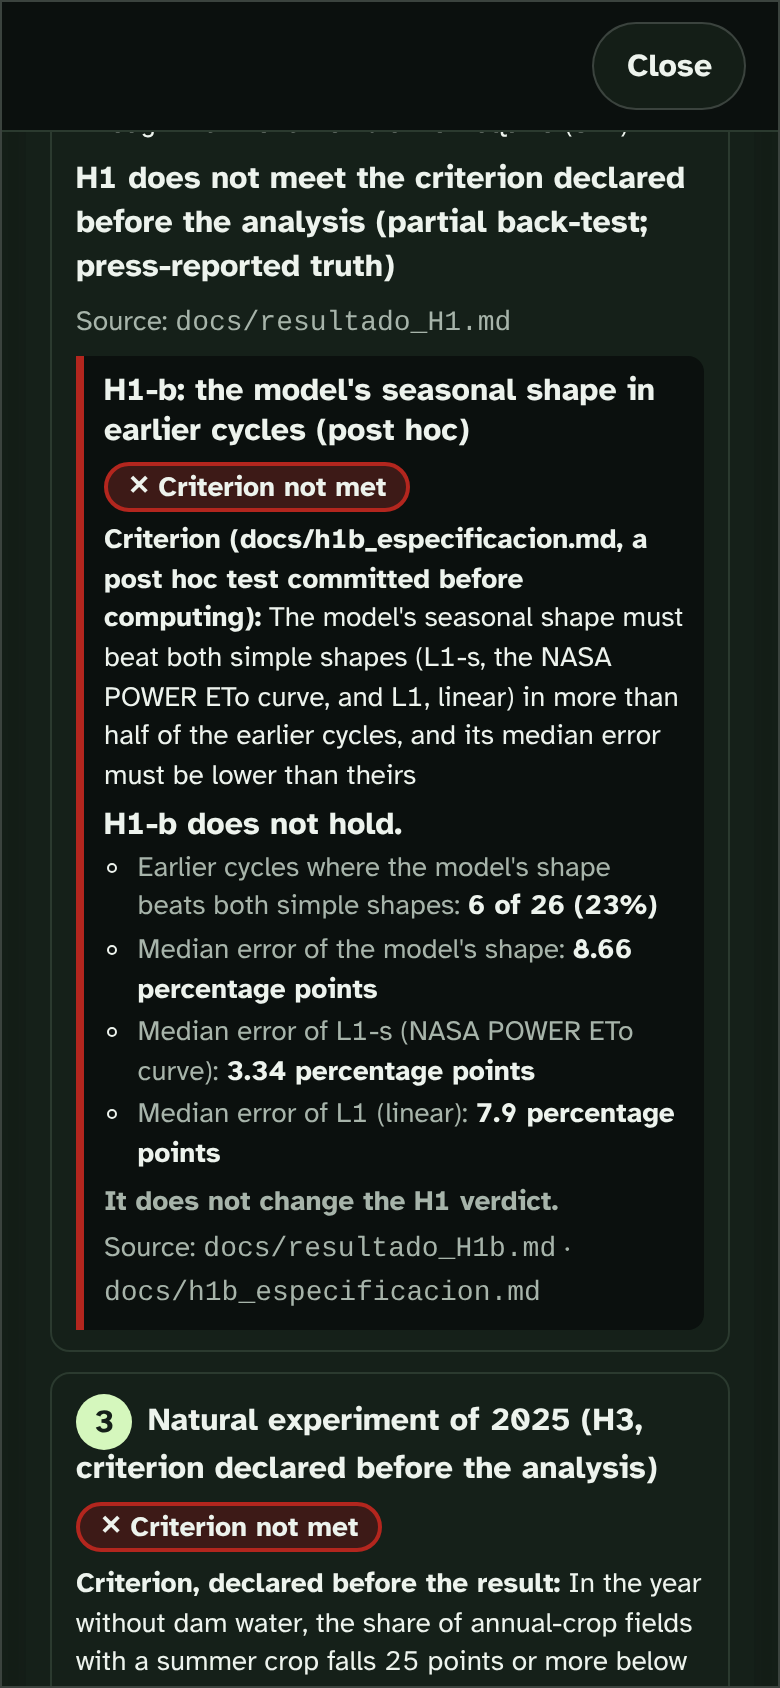 Close
H1 does not meet the criterion declared
before the analysis (partial back-test;
press-reported truth)
Source: docs/resultado_H1.md
H1-b: the model's seasonal shape in
earlier cycles (post hoc)
✕ Criterion not met
Criterion (docs/h1b_especificacion.md, a
post hoc test committed before
computing): The model's seasonal shape must
beat both simple shapes (L1-s, the NASA
POWER ETo curve, and L1, linear) in more than
half of the earlier cycles, and its median error
must be lower than theirs
H1-b does not hold.
Earlier cycles where the model's shape
beats both simple shapes: 6 of 26 (23%)
Median error of the model's shape: 8.66
percentage points
Median error of L1-s (NASA POWER ETo
curve): 3.34 percentage points
Median error of L1 (linear): 7.9 percentage
points
It does not change the H1 verdict.
Source: docs/resultado_H1b.md ·
docs/h1b_especificacion.md
3 Natural experiment of 2025 (H3,
criterion declared before the analysis)
✕ Criterion not met
Criterion, declared before the result: In the year
without dam water, the share of annual-crop fields
with a summer crop falls 25 points or more below